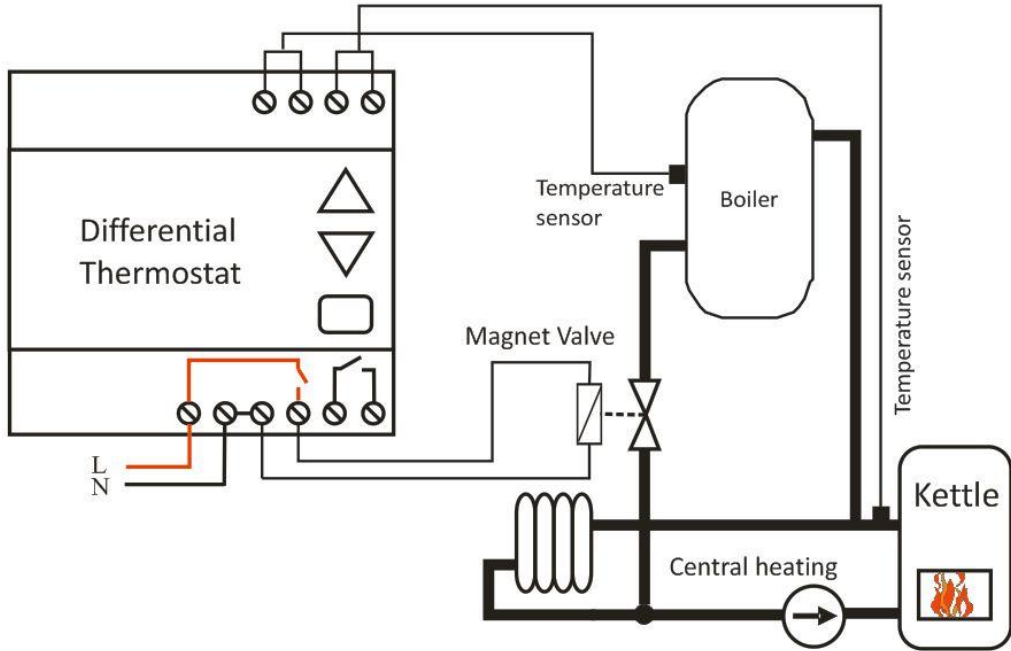 Differential
Thermostat
Temperature
sensor
Boiler
Temperature sensor
Magnet Valve
L
N
Kettle
Central heating